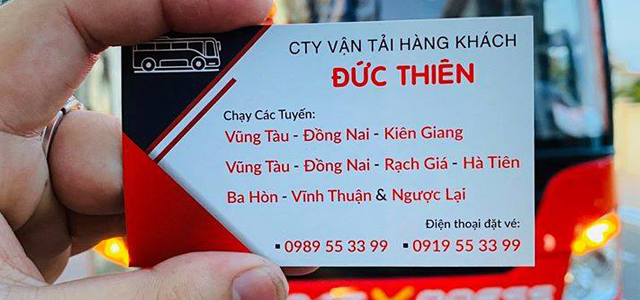 CTY VẬN TẢI HÀNG KHÁCH
ĐỨC THIÊN
Chạy Các Tuyến:
Vũng Tàu - Đồng Nai - Kiên Giang
Vũng Tàu - Đồng Nai - Rạch Giá - Hà Tiên
Ba Hòn - Vĩnh Thuận & Ngược Lại
Điện thoại đặt vé:
▪ 0989 55 33 99 ▪ 0919 55 33 99